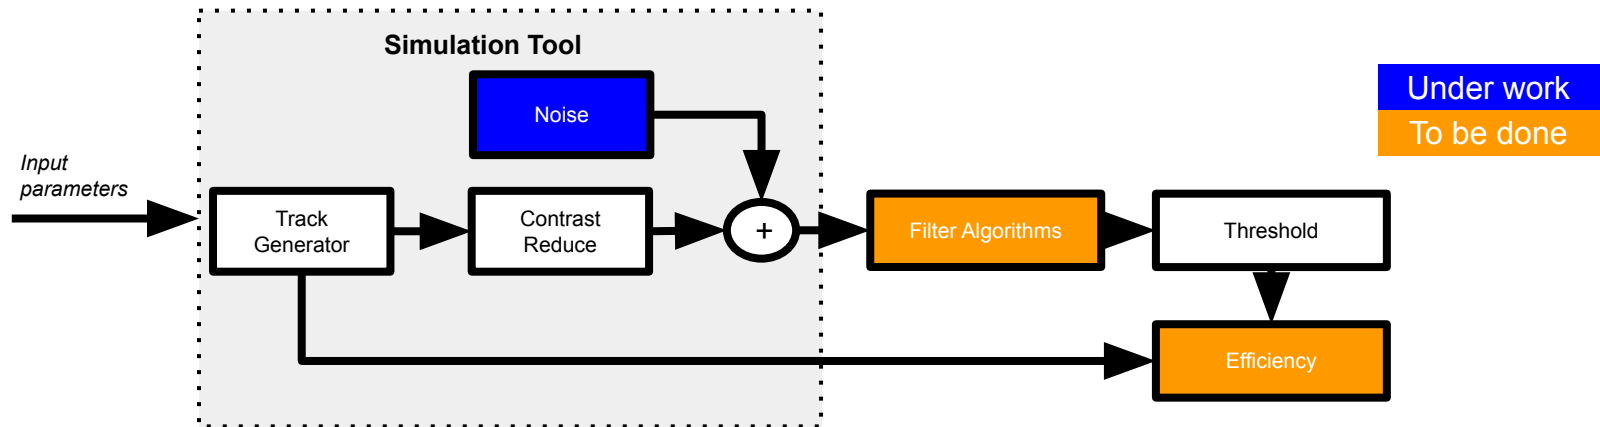 Simulation Tool
Under work
Noise
To be done
Input
parameters
Track
Generator
Contrast
Reduce
+
Filter Algorithms
Threshold
Efficiency